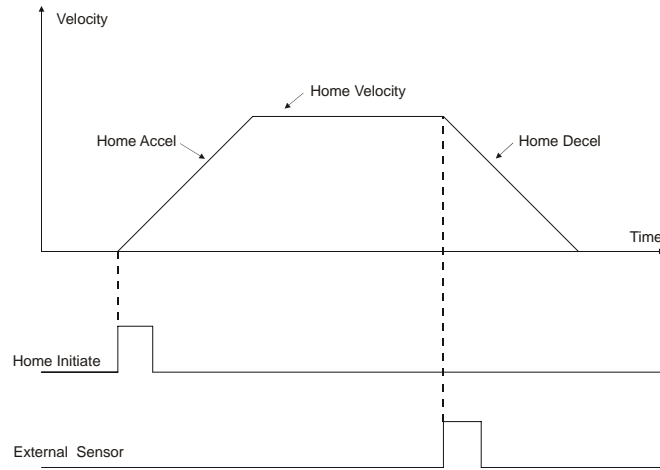 Velocity
Home Velocity
Home Accel
Home Decel
Time
Home Initiate
External Sensor